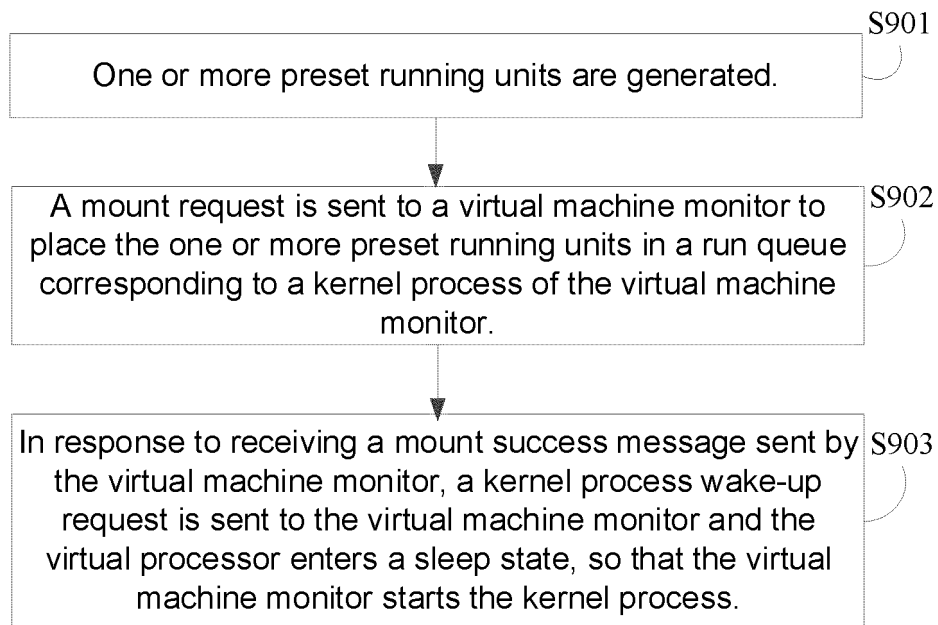 S901
One or more preset running units are generated.
S902
A mount request is sent to a virtual machine monitor to
place the one or more preset running units in a run queue
corresponding to a kernel process of the virtual machine
monitor.
S903
In response to receiving a mount success message sent by
the virtual machine monitor, a kernel process wake-up
request is sent to the virtual machine monitor and the
virtual processor enters a sleep state, so that the virtual
machine monitor starts the kernel process.